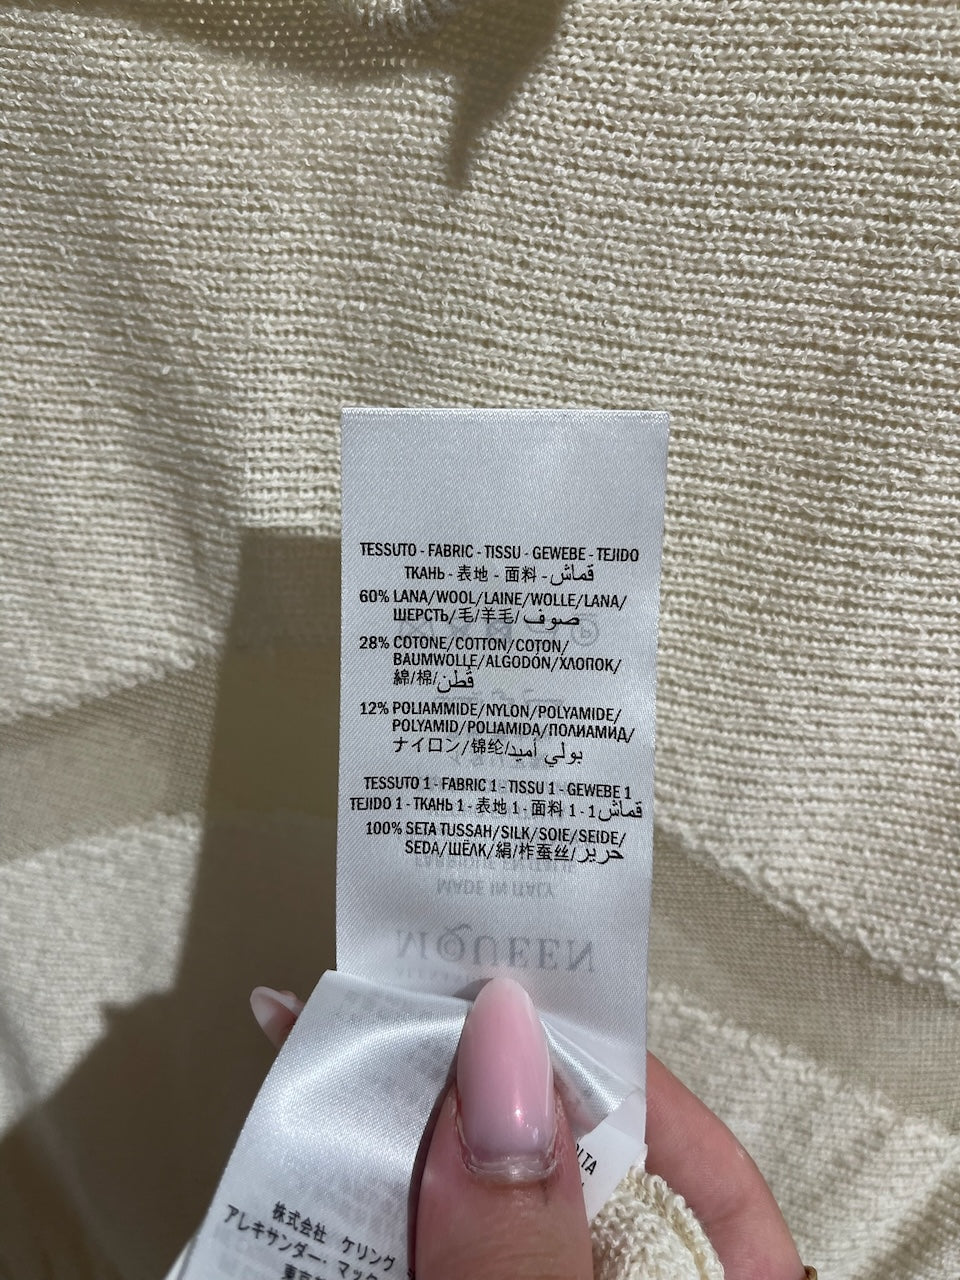 TESSUTO - FABRIC - TISSU - GEWEBE - TEJIDO
ТКАНЬ - 表地 - 面料 - قماش
60% LANA/WOOL/LAINE/WOLLE/LANA/
ШЕРСТЬ/毛/羊毛/صوف
28% COTONE/COTTON/COTON/
BAUMWOLLE/ALGODÓN/ХЛОПОК/
綿/棉/قطن
12% POLIAMMIDE/NYLON/POLYAMIDE/
POLYAMID/POLIAMIDA/ПОЛИАМИД/
ナイロン/锦纶/بولي أميد
TESSUTO 1 - FABRIC 1 - TISSU 1 - GEWEBE 1
TEJIDO 1 - ТКАНЬ 1 - 表地 1 - 面料 1 - 1قماش
100% SETA TUSSAH/SILK/SOIE/SEIDE/
SEDA/ШЁЛК/絹/柞蚕丝/حرير
MADE IN ITALY
MQUEEN
株式会社 ケリング
アレキサンダー・マック